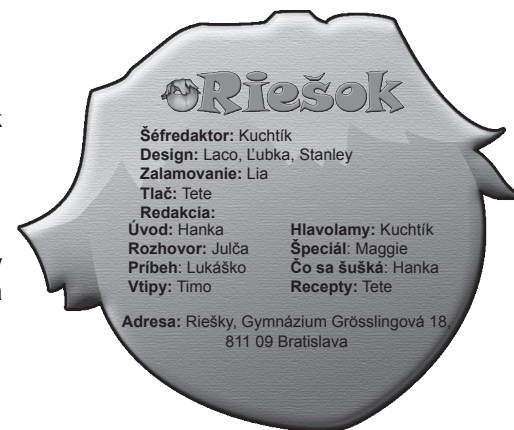 Riešok
Šéfredaktor: Kuchtík
Design: Laco, Ľubka, Stanley
Zalamovanie: Lia
Tlač: Tete
Redakcia:
Úvod: Hanka
Rozhovor: Julča
Príbeh: Lukáško
Vtipy: Timo
Hlavolamy: Kuchtík
Špeciál: Maggie
Čo sa šušká: Hanka
Recepty: Tete
Adresa: Riešky, Gymnázium Grösslingová 18,
811 09 Bratislava